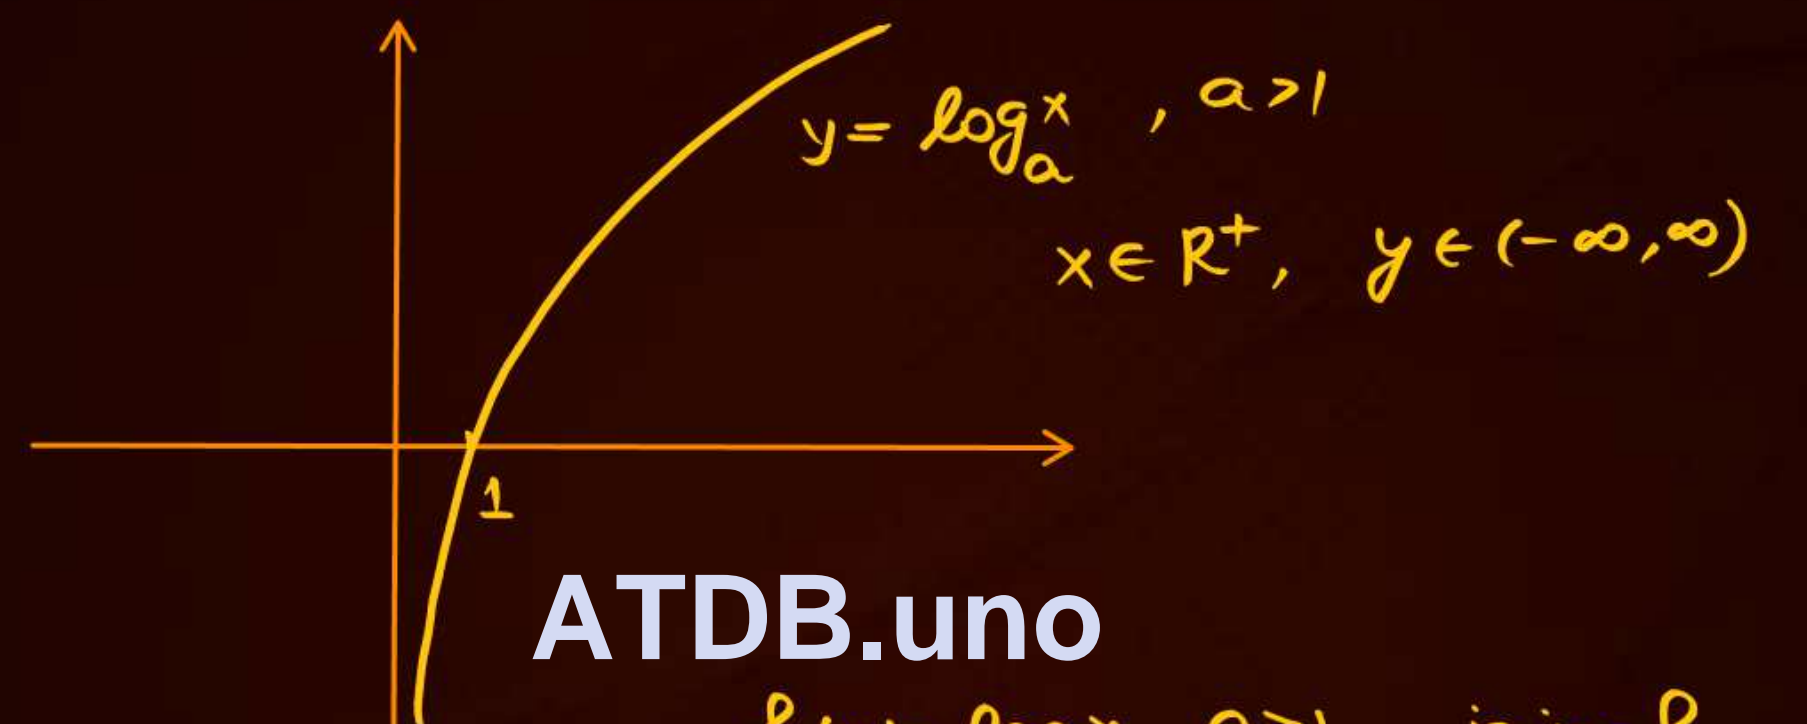 y = log_a^x , a>1
x ∈ R⁺, y ∈ (-∞,∞)
1
ATDB.uno